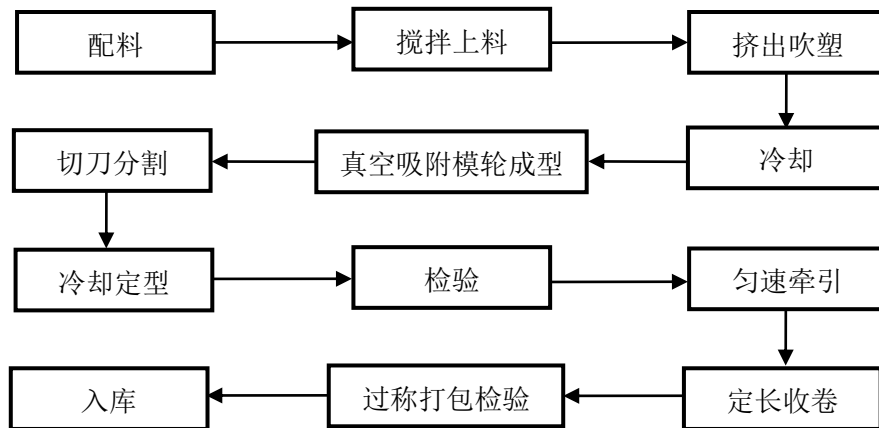 配料
搅拌上料
挤出吹塑
冷却
真空吸附模轮成型
切刀分割
冷却定型
检验
匀速牵引
定长收卷
过称打包检验
入库